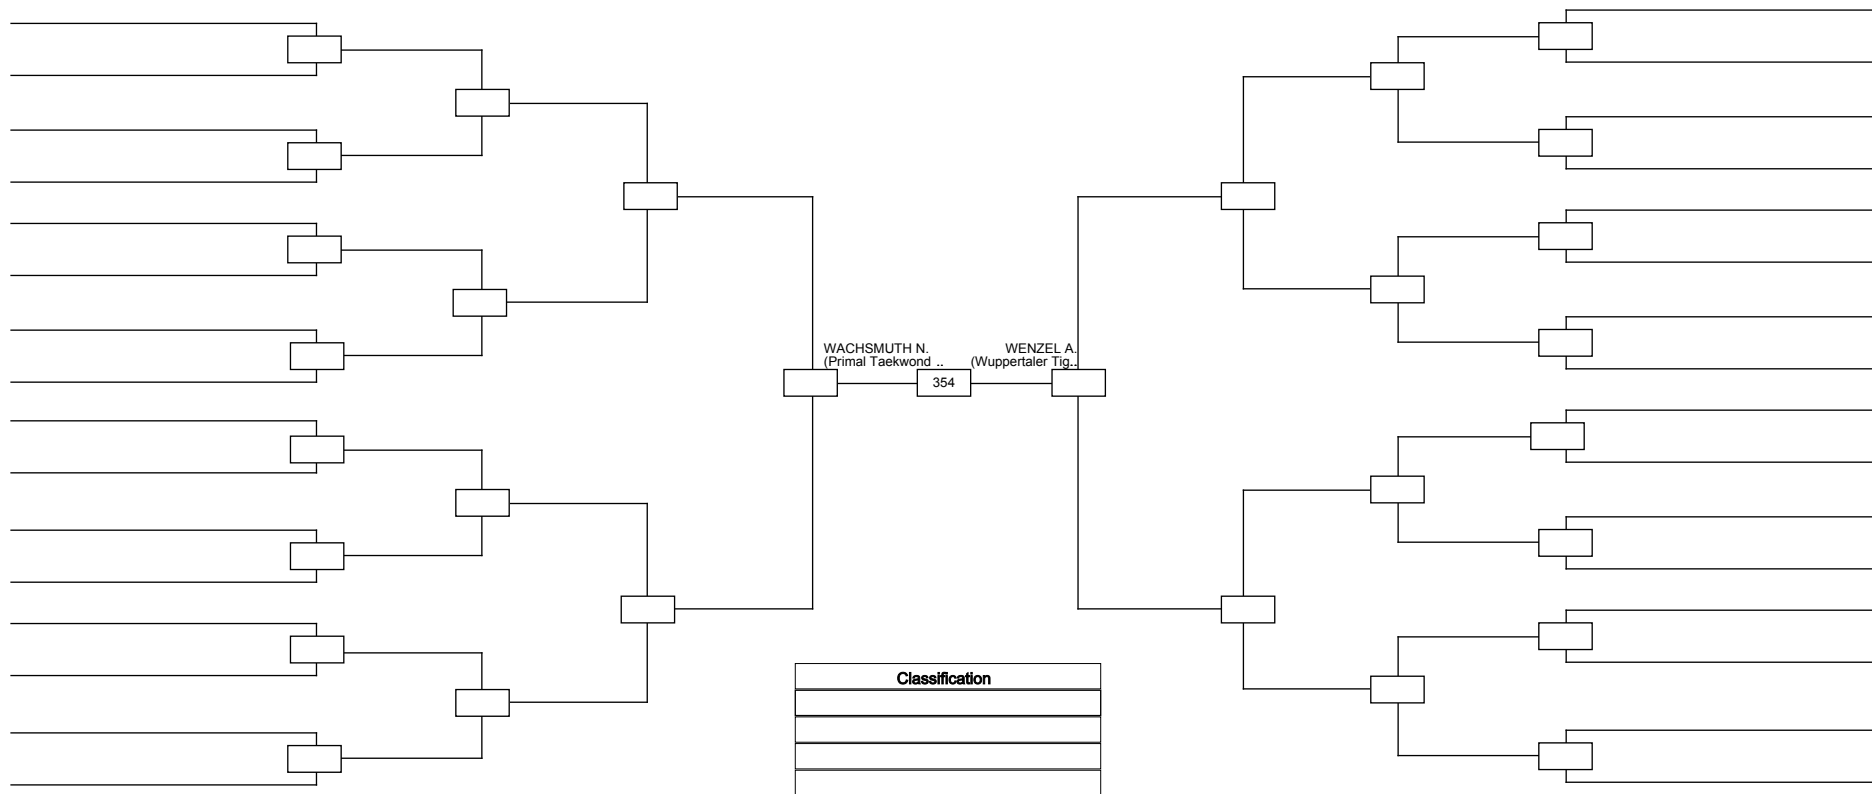 WACHSMUTH N.
(Primal Taekwond ..
WENZEL A.
(Wuppertaler Tig..
354
Classification